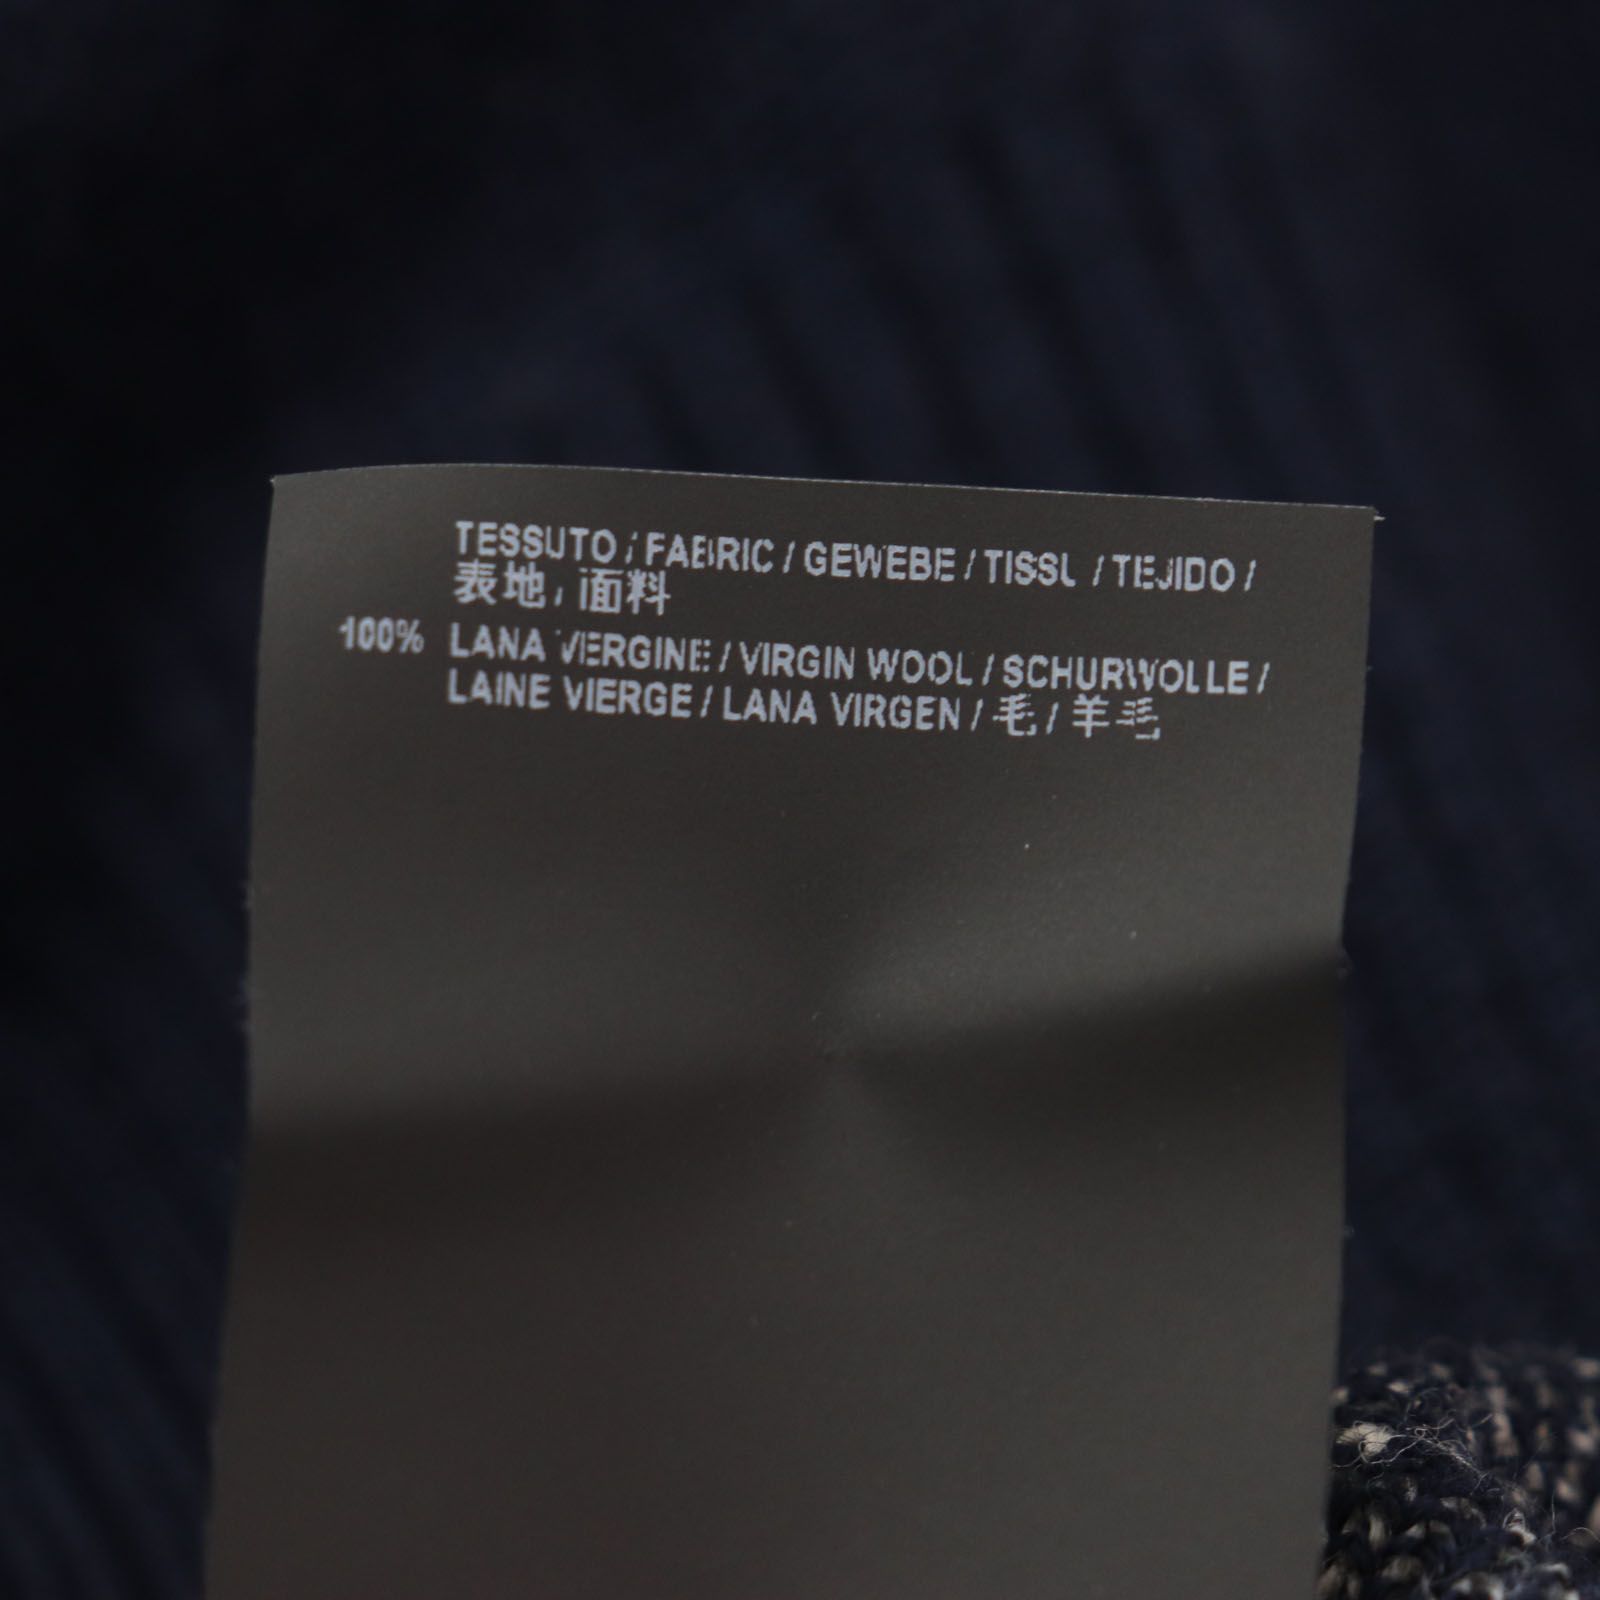 TESSUTO / FABRIC / GEWEBE / TISSU / TEJIDO /
表地 / 面料
100% LANA VERGINE / VIRGIN WOOL / SCHURWOLLE /
LAINE VIERGE / LANA VIRGEN / 毛 / 羊毛